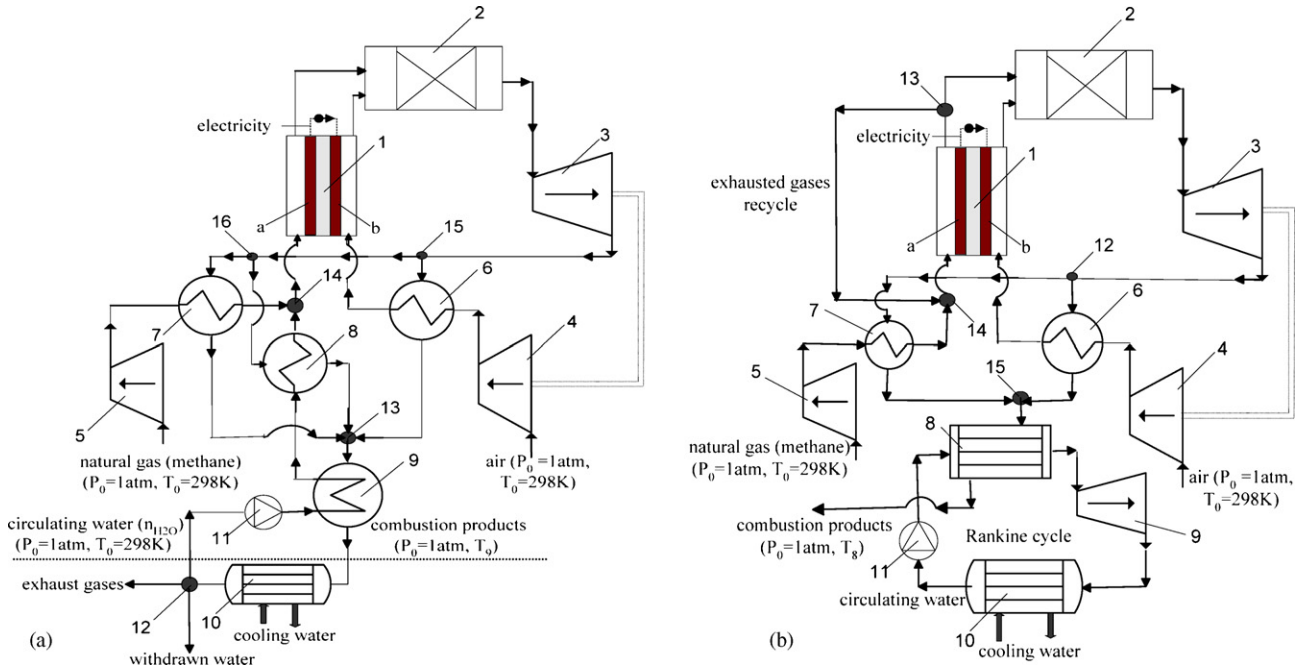 2
electricity
1
3
a
b
16
15
14
6
7
8
4
5
13
natural gas (methane)
(P₀=1atm, T₀=298K)
air (P₀ =1atm,
T₀=298K)
9
circulating water (n_H2O)
(P₀=1atm, T₀=298K)
11
combustion products
(P₀=1atm, T₉)
exhaust gases
12
10
cooling water
withdrawn water
(a)
2
13
electricity
1
3
exhausted gases
recycle
a
b
12
14
6
7
5
4
15
natural gas (methane)
(P₀=1atm, T₀=298K)
8
air (P₀ =1atm,
T₀=298K)
combustion products
(P₀=1atm, T₈)
Rankine cycle
9
11
circulating water
10
cooling water
(b)